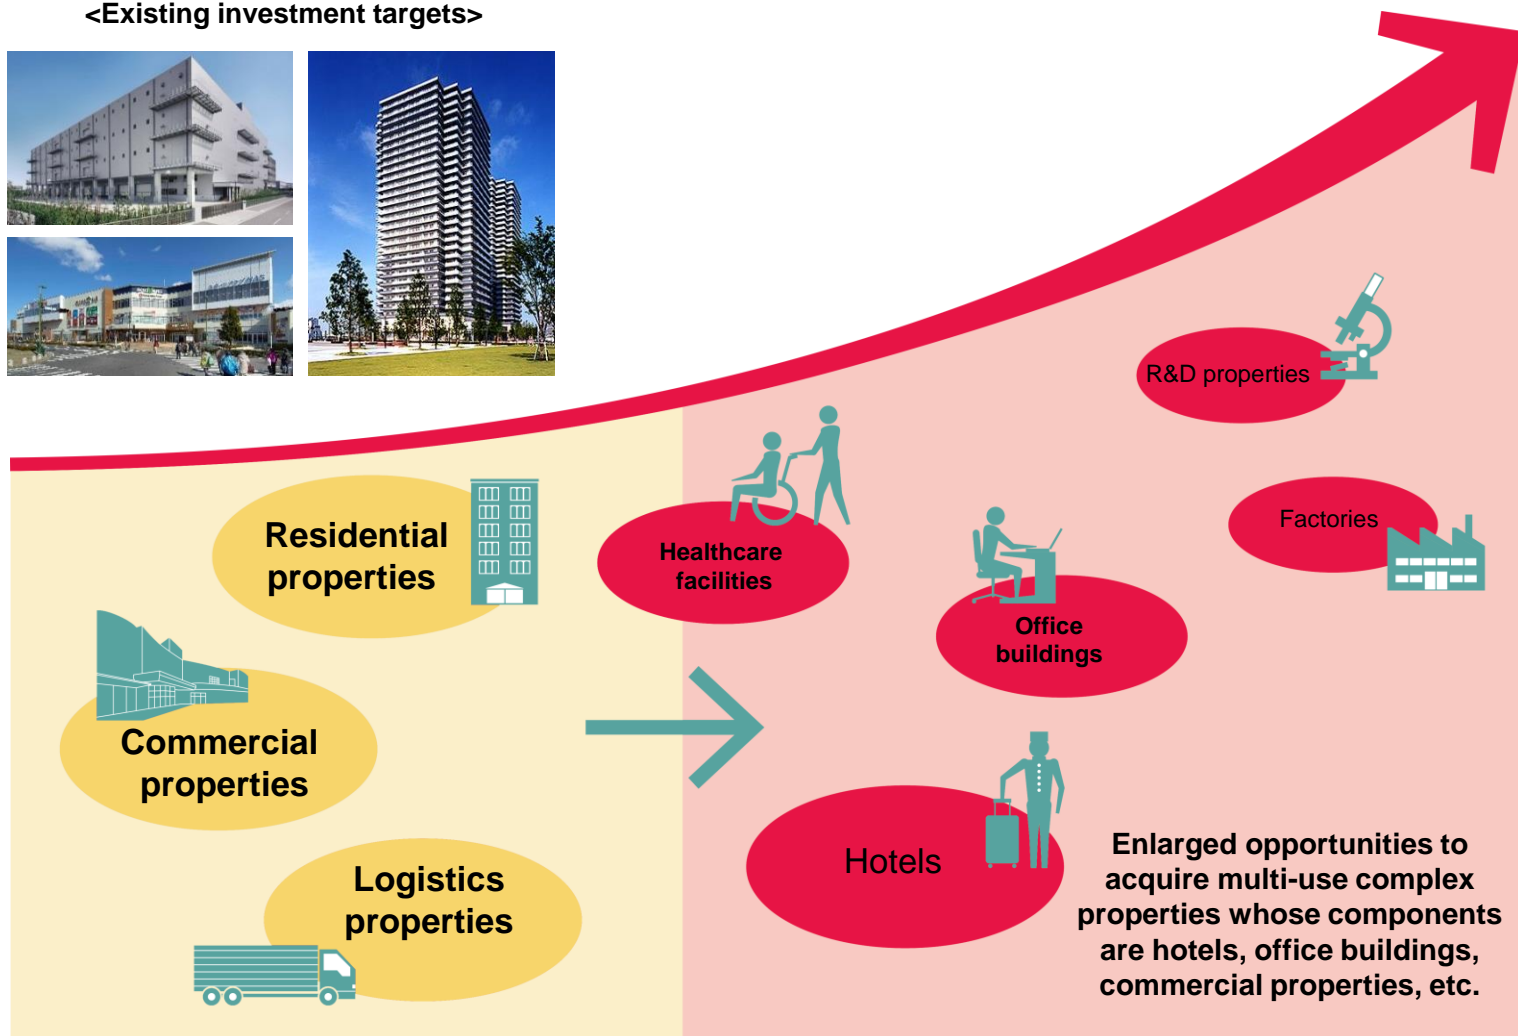 <Existing investment targets>
R&D properties
Factories
Residential
properties
Healthcare
facilities
Office
buildings
Commercial
properties
Hotels
Logistics
properties
Enlarged opportunities to
acquire multi-use complex
properties whose components
are hotels, office buildings,
commercial properties, etc.